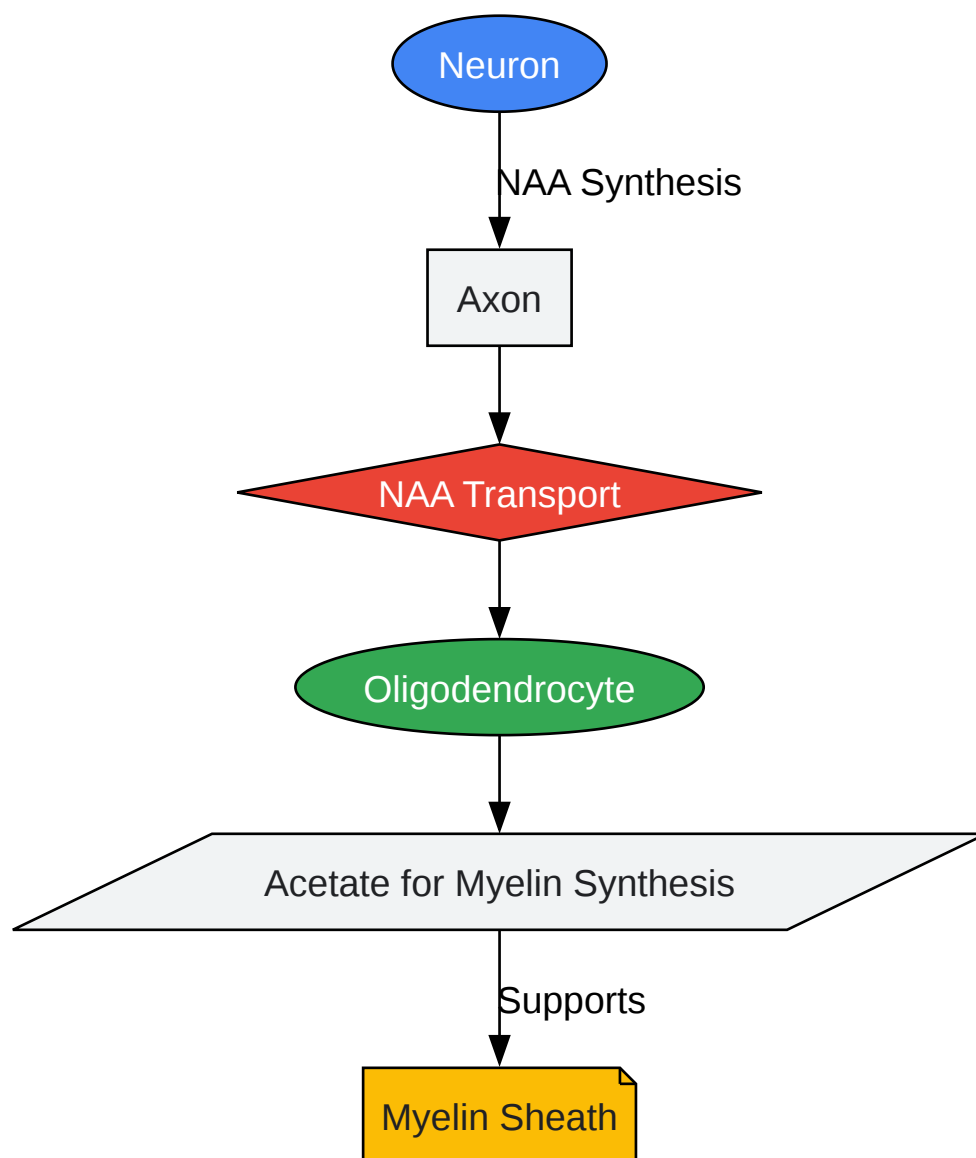 Neuron
NAA Synthesis
Axon
NAA Transport
Oligodendrocyte
Acetate for Myelin Synthesis
Supports
Myelin Sheath